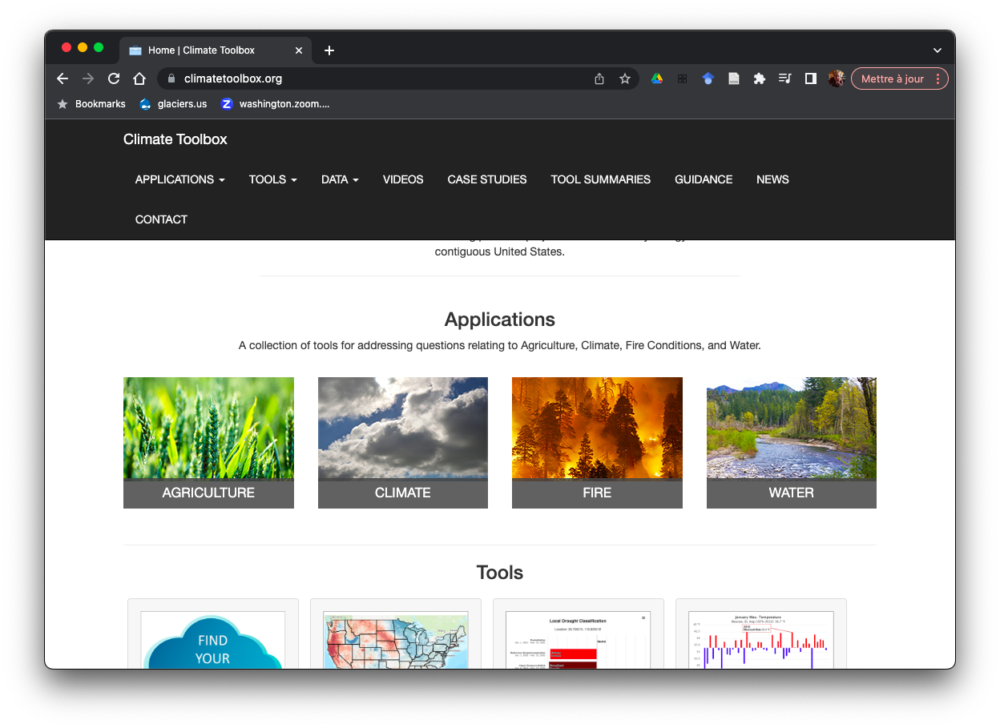 Home | Climate Toolbox
climatetoolbox.org
Mettre à jour
Bookmarks glaciers.us washington.zoom....
Climate Toolbox
APPLICATIONS TOOLS DATA VIDEOS CASE STUDIES TOOL SUMMARIES GUIDANCE NEWS
CONTACT
contiguous United States.
Applications
A collection of tools for addressing questions relating to Agriculture, Climate, Fire Conditions, and Water.
AGRICULTURE CLIMATE FIRE WATER
Tools
FIND
YOUR
Local Drought Classification
January Max. Temperature